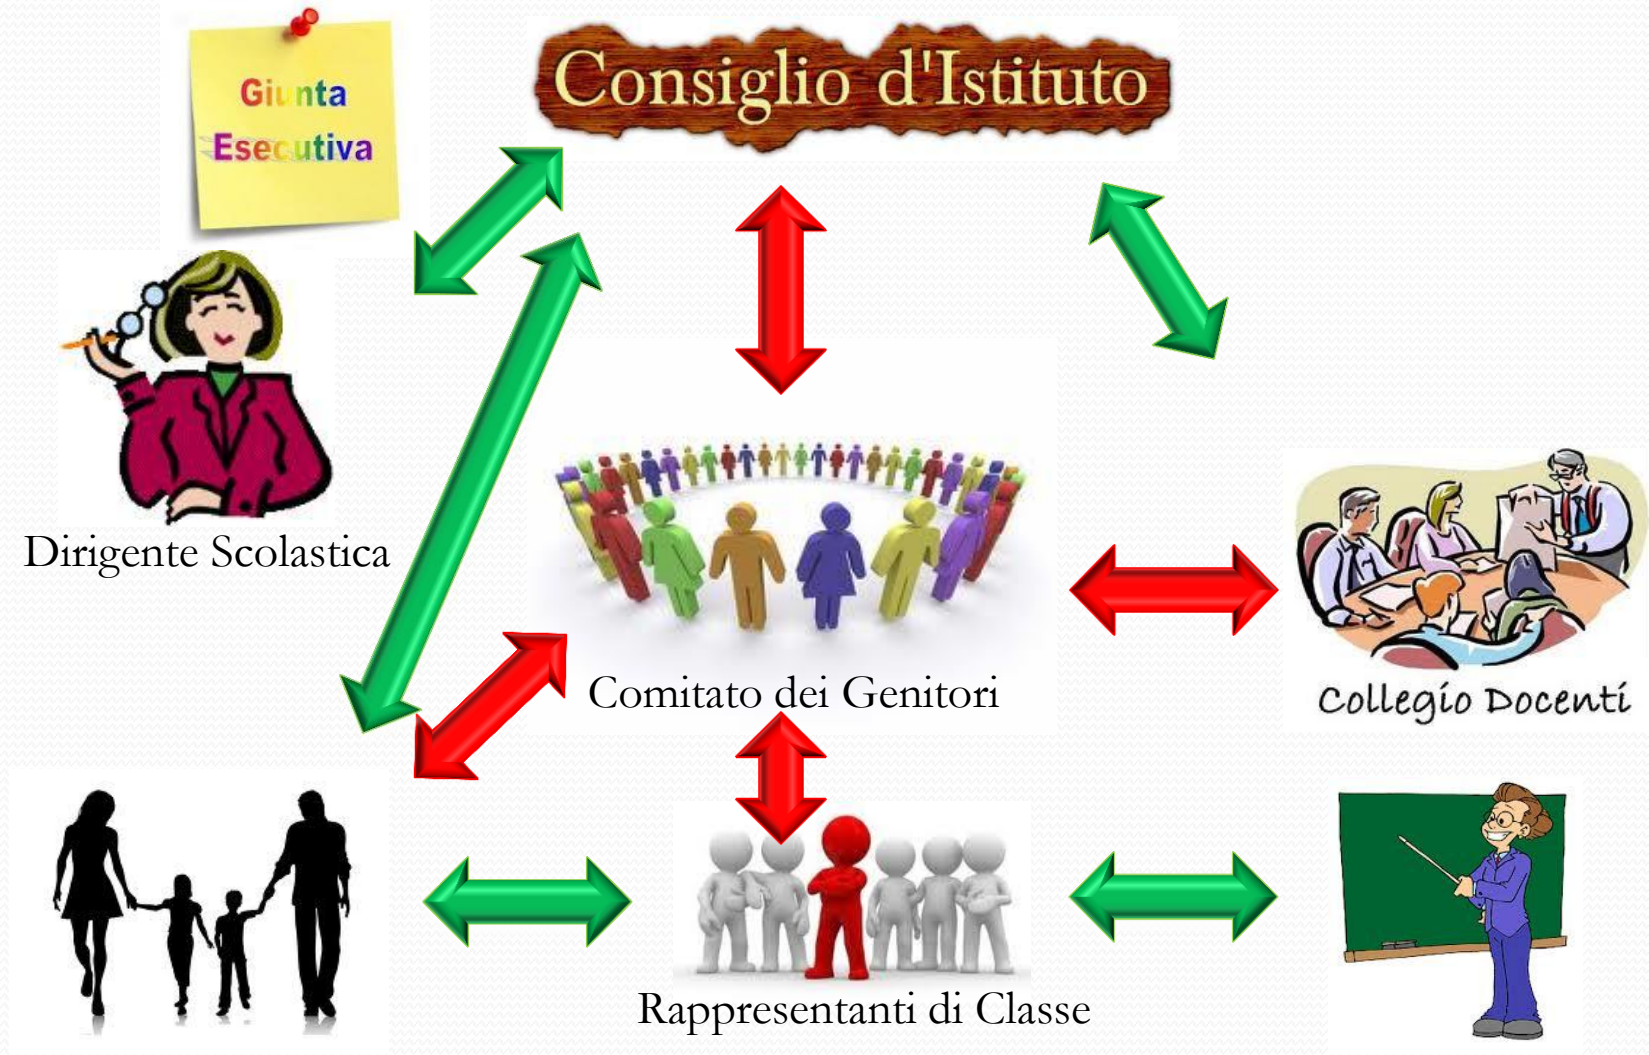 Giunta
Esecutiva
Consiglio d'Istituto
Dirigente Scolastica
Comitato dei Genitori
Collegio Docenti
Rappresentanti di Classe